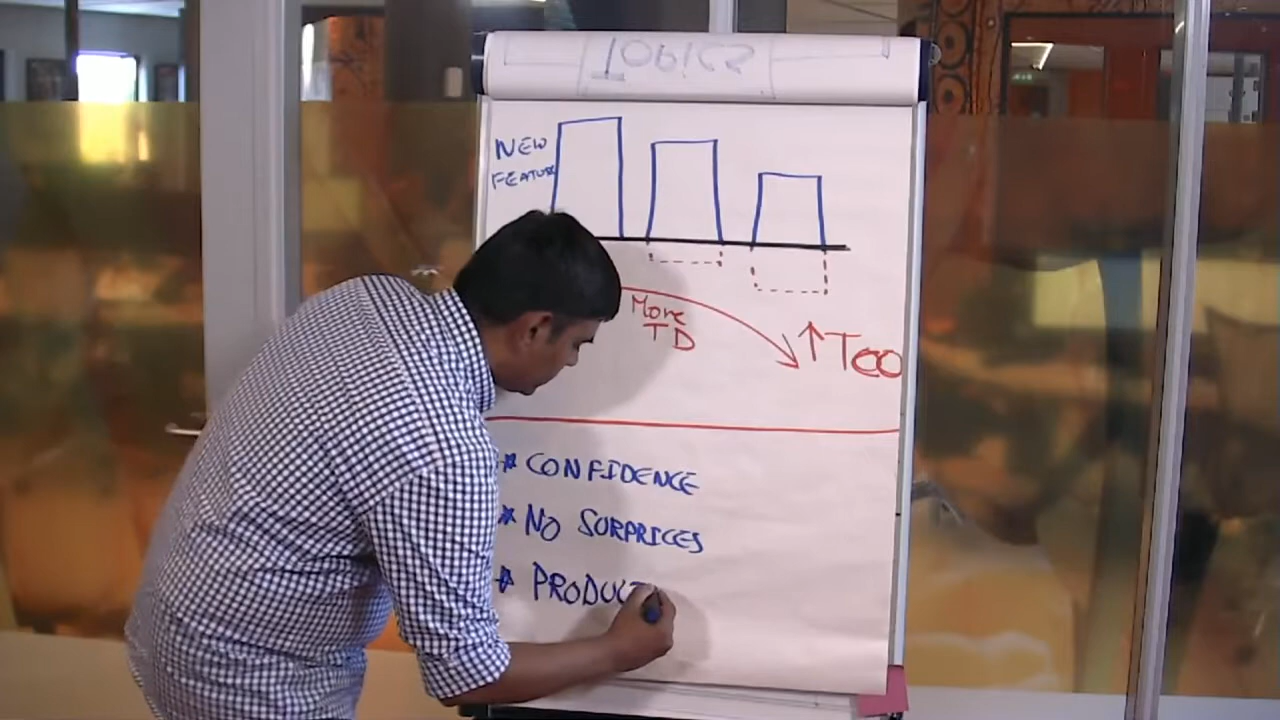 TOPICS
NEW
FEATURE
More
TD
↑ TCO
* CONFIDENCE
* NO SURPRICES
* PRODUCT